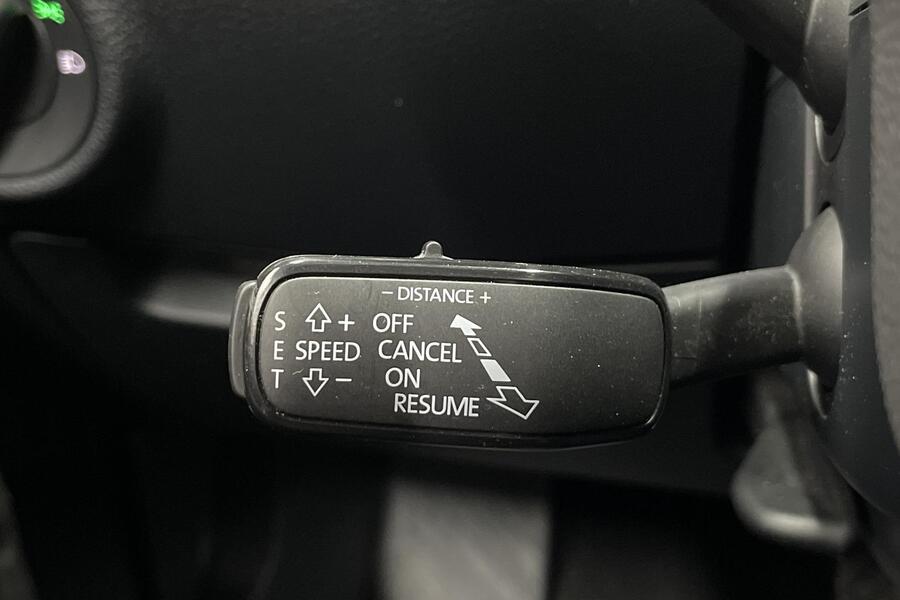 − DISTANCE +
S + OFF
E SPEED CANCEL
T − ON
RESUME